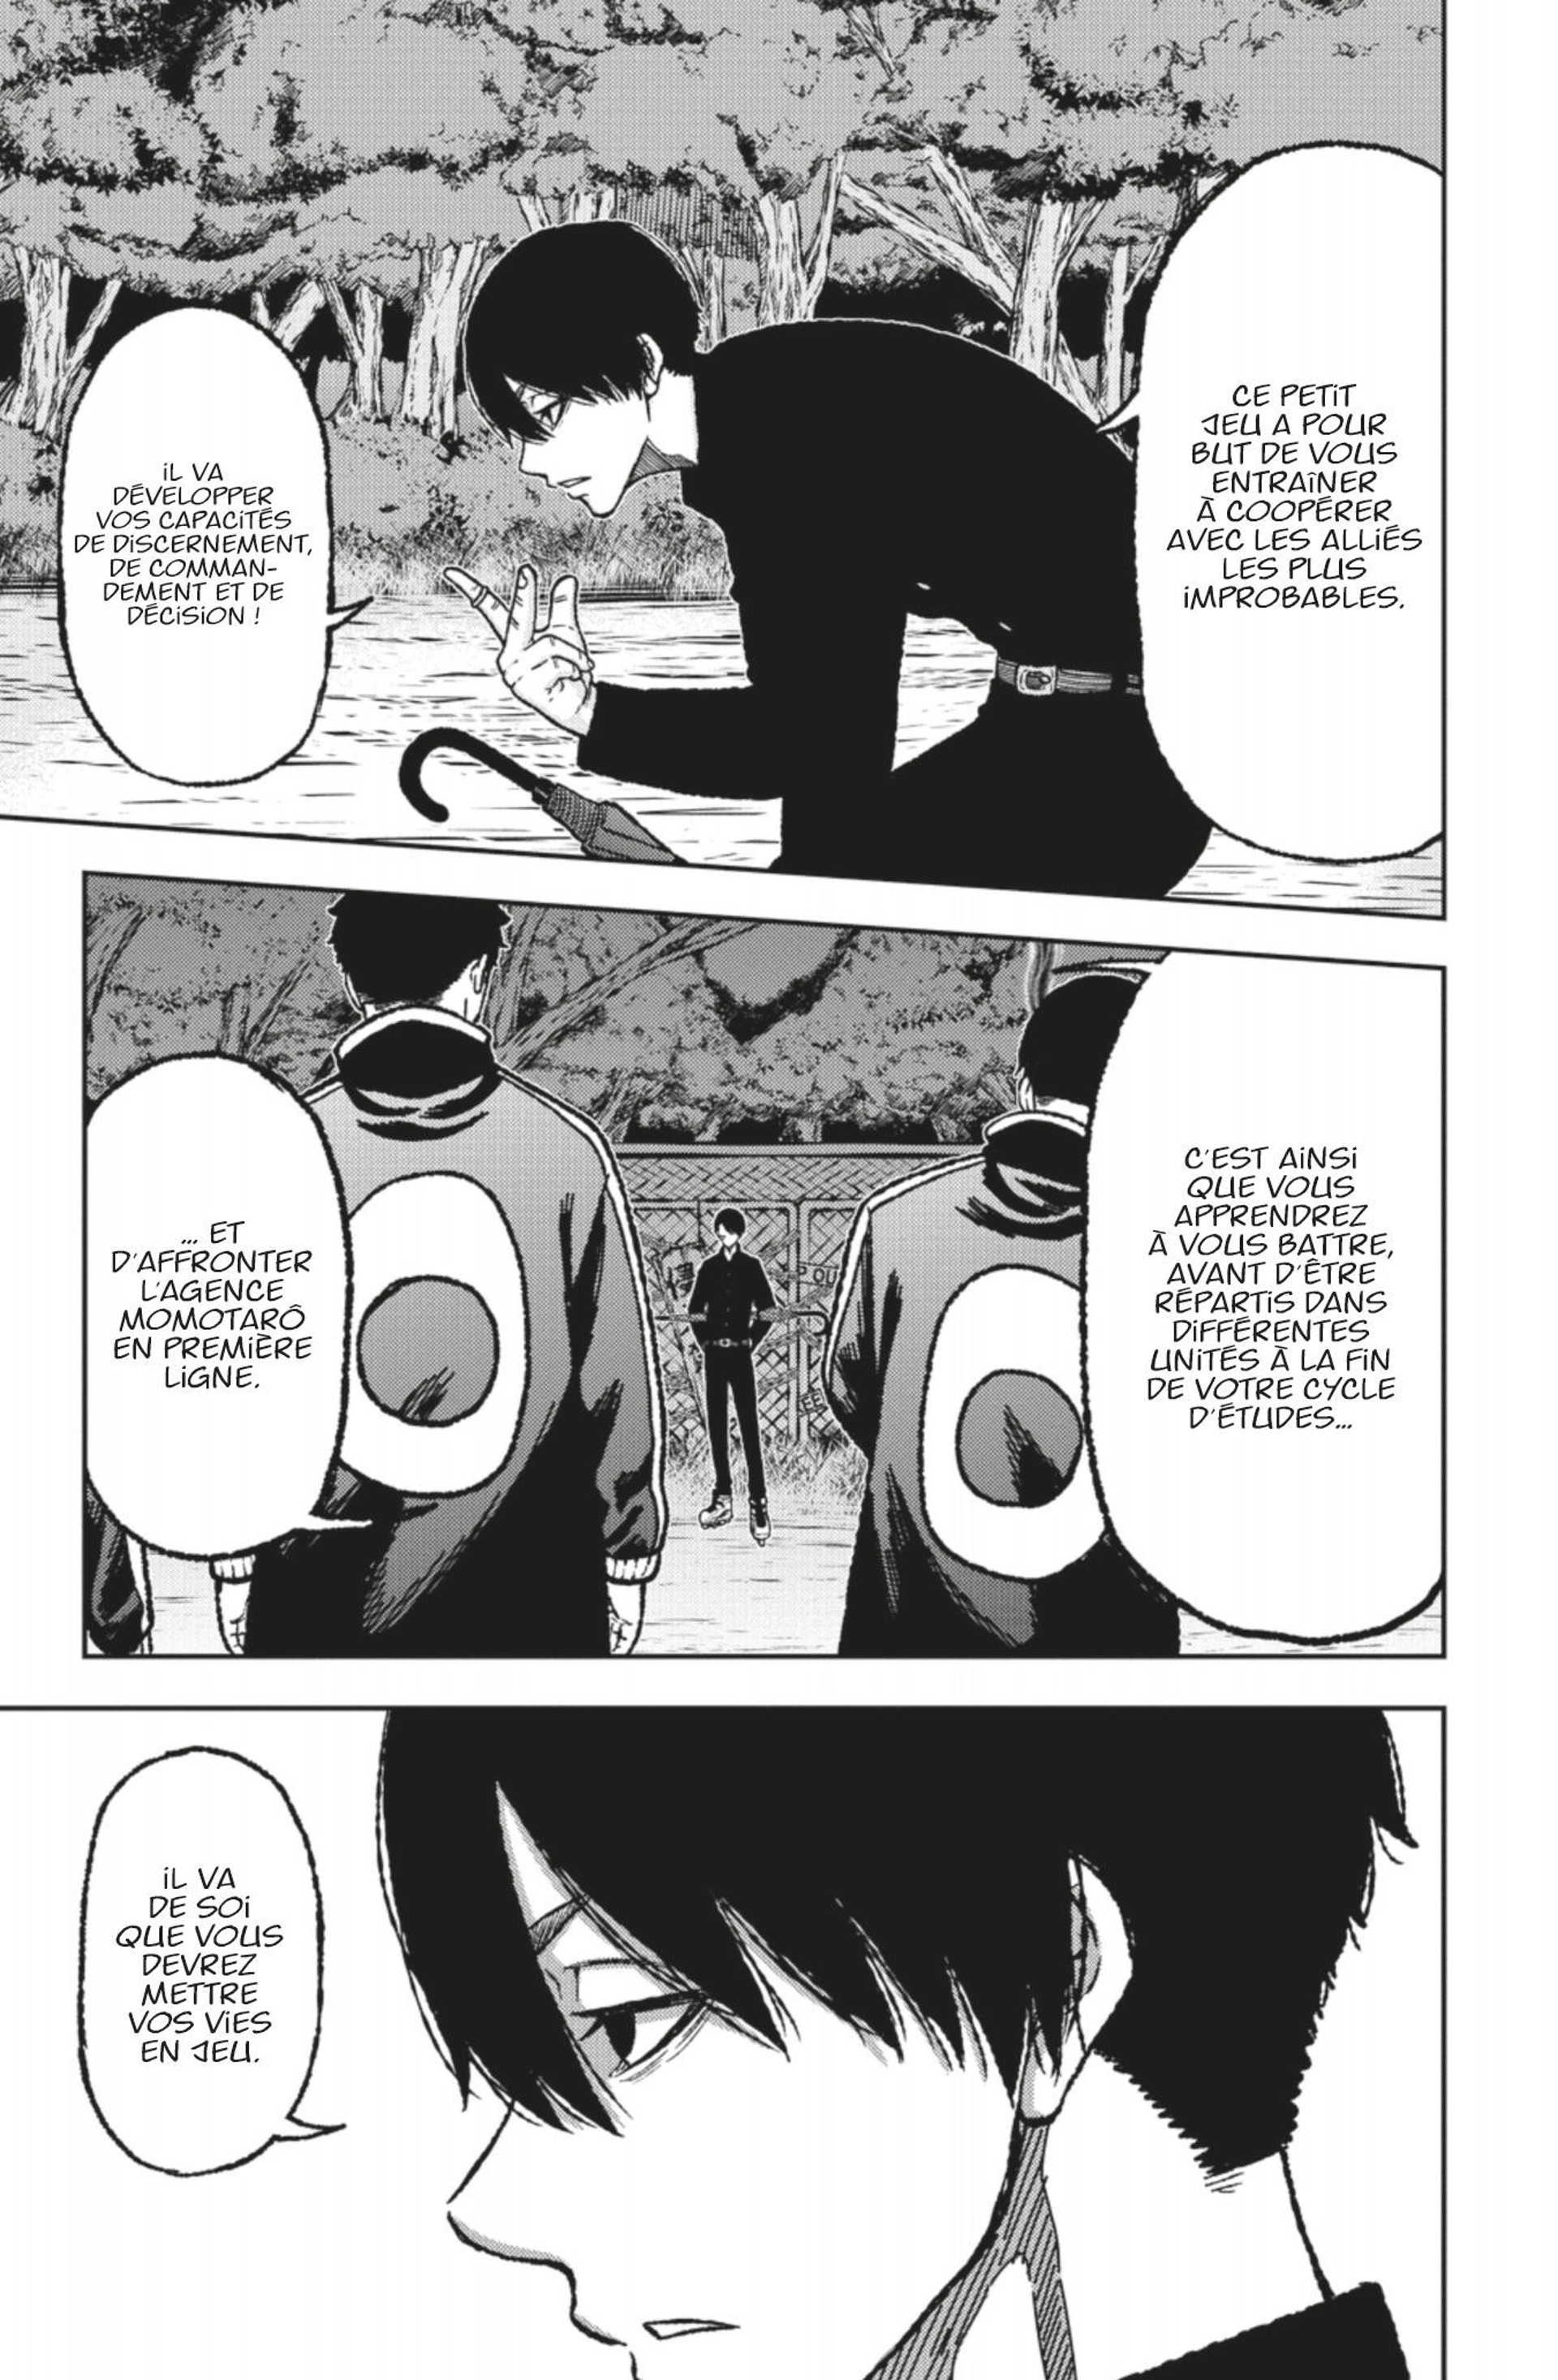 CE PETIT
JEU A POUR
BUT DE VOUS
ENTRAÎNER
À COOPÉRER
AVEC LES ALLIÉS
LES PLUS
IMPROBABLES.
IL VA
DÉVELOPPER
VOS CAPACITÉS
DE DISCERNEMENT,
DE COMMAN-
DEMENT ET DE
DÉCISION !
C'EST AINSI
QUE VOUS
APPRENDREZ
À VOUS BATTRE,
AVANT D'ÊTRE
RÉPARTIS DANS
DIFFÉRENTES
UNITÉS À LA FIN
DE VOTRE CYCLE
D'ÉTUDES...
... ET
D'AFFRONTER
L'AGENCE
MOMOTARÔ
EN PREMIÈRE
LIGNE.
IL VA
DE SOI
QUE VOUS
DEVREZ
METTRE
VOS VIES
EN JEU.